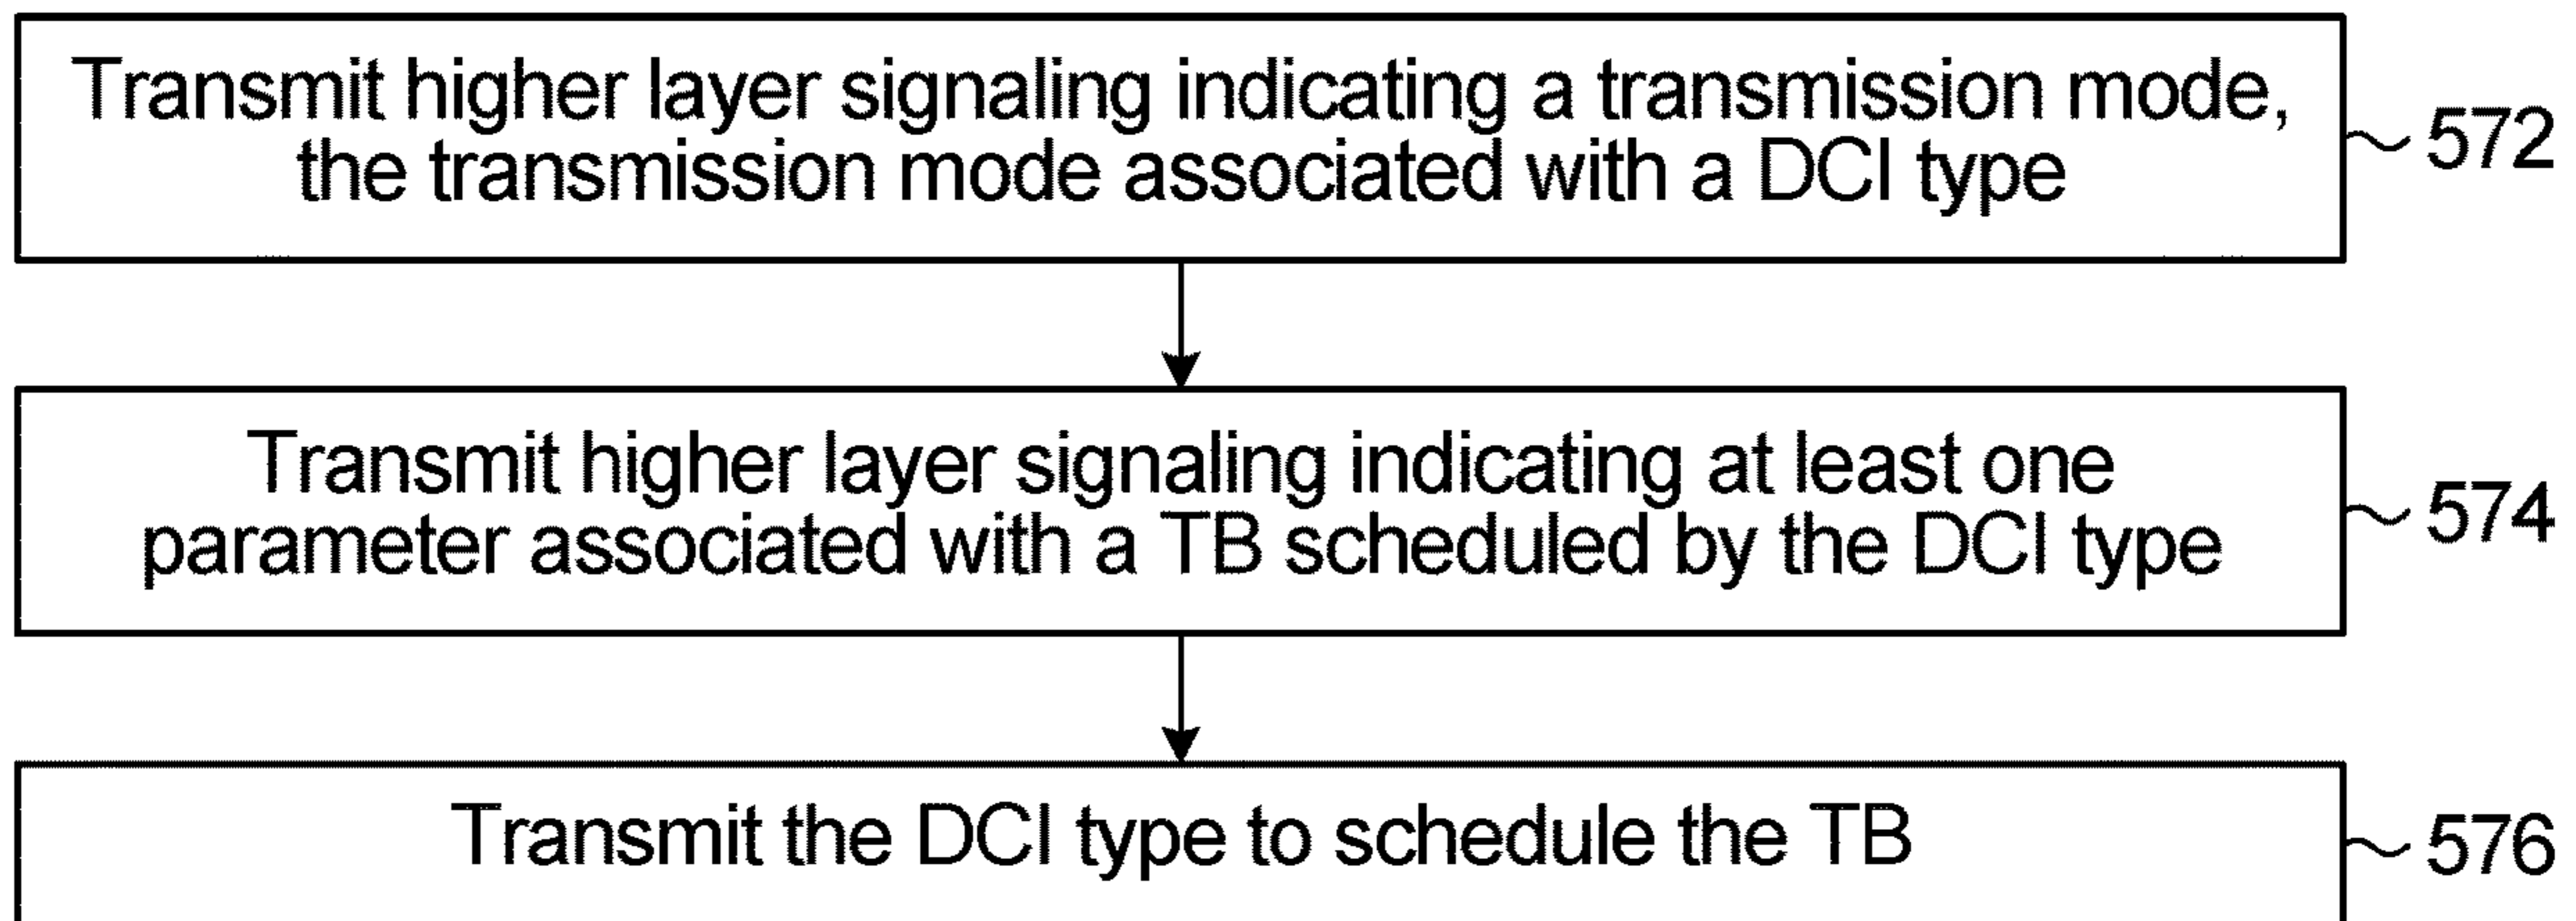 Transmit higher layer signaling indicating a transmission mode,
the transmission mode associated with a DCI type
572
Transmit higher layer signaling indicating at least one
parameter associated with a TB scheduled by the DCI type
574
Transmit the DCI type to schedule the TB
576